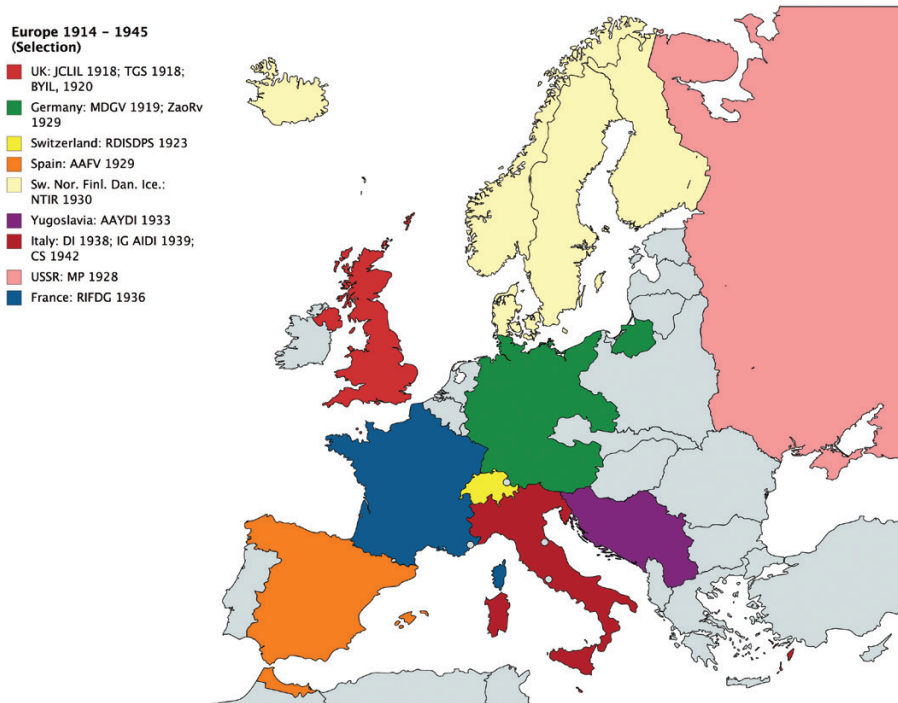 Europe 1914 – 1945
(Selection)
UK: JCLIL 1918; TGS 1918;
BYIL, 1920
Germany: MDGV 1919; ZaoRv
1929
Switzerland: RDISDPS 1923
Spain: AAFV 1929
Sw. Nor. Finl. Dan. Ice.:
NTIR 1930
Yugoslavia: AAYDI 1933
Italy: DI 1938; IG AIDI 1939;
CS 1942
USSR: MP 1928
France: RIFDG 1936